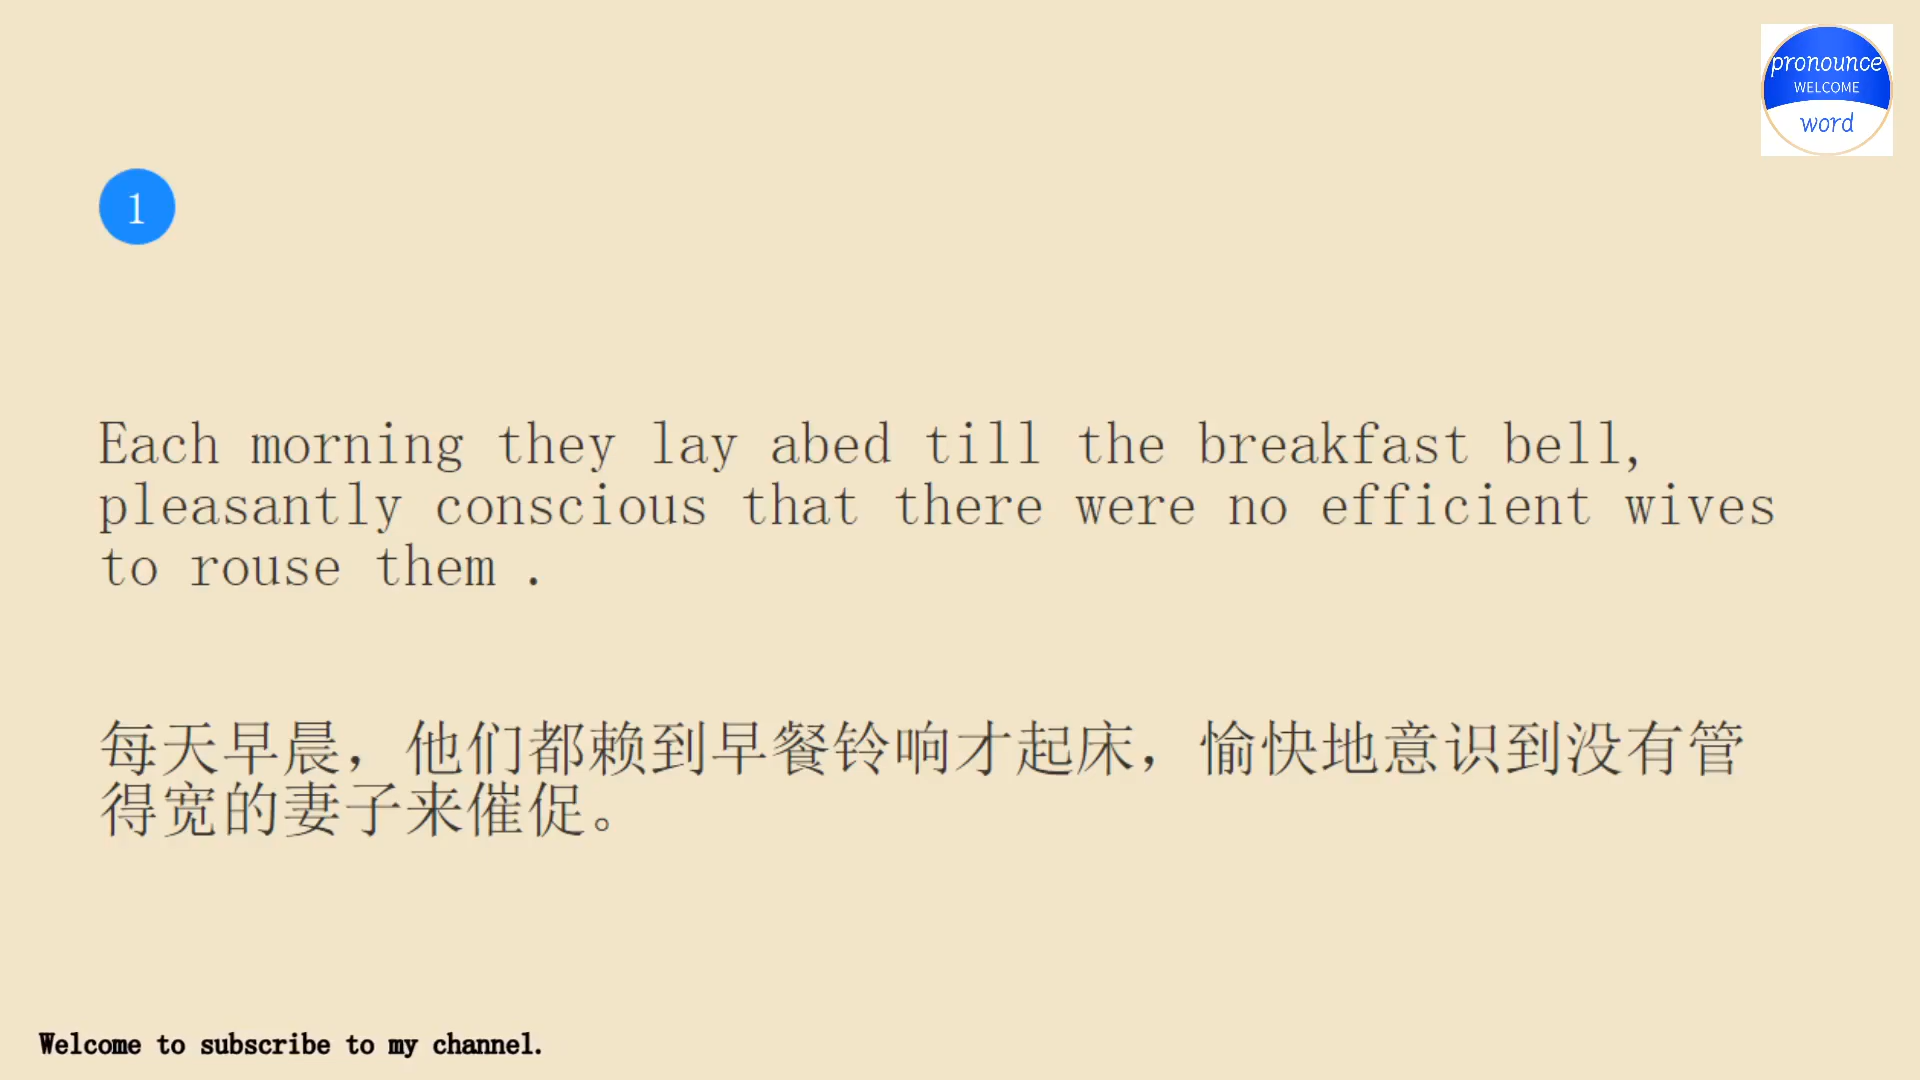 pronounce
WELCOME
word
1
Each morning they lay abed till the breakfast bell,
pleasantly conscious that there were no efficient wives
to rouse them .
每天早晨，他们都赖到早餐铃响才起床，愉快地意识到没有管
得宽的妻子来催促。
Welcome to subscribe to my channel.